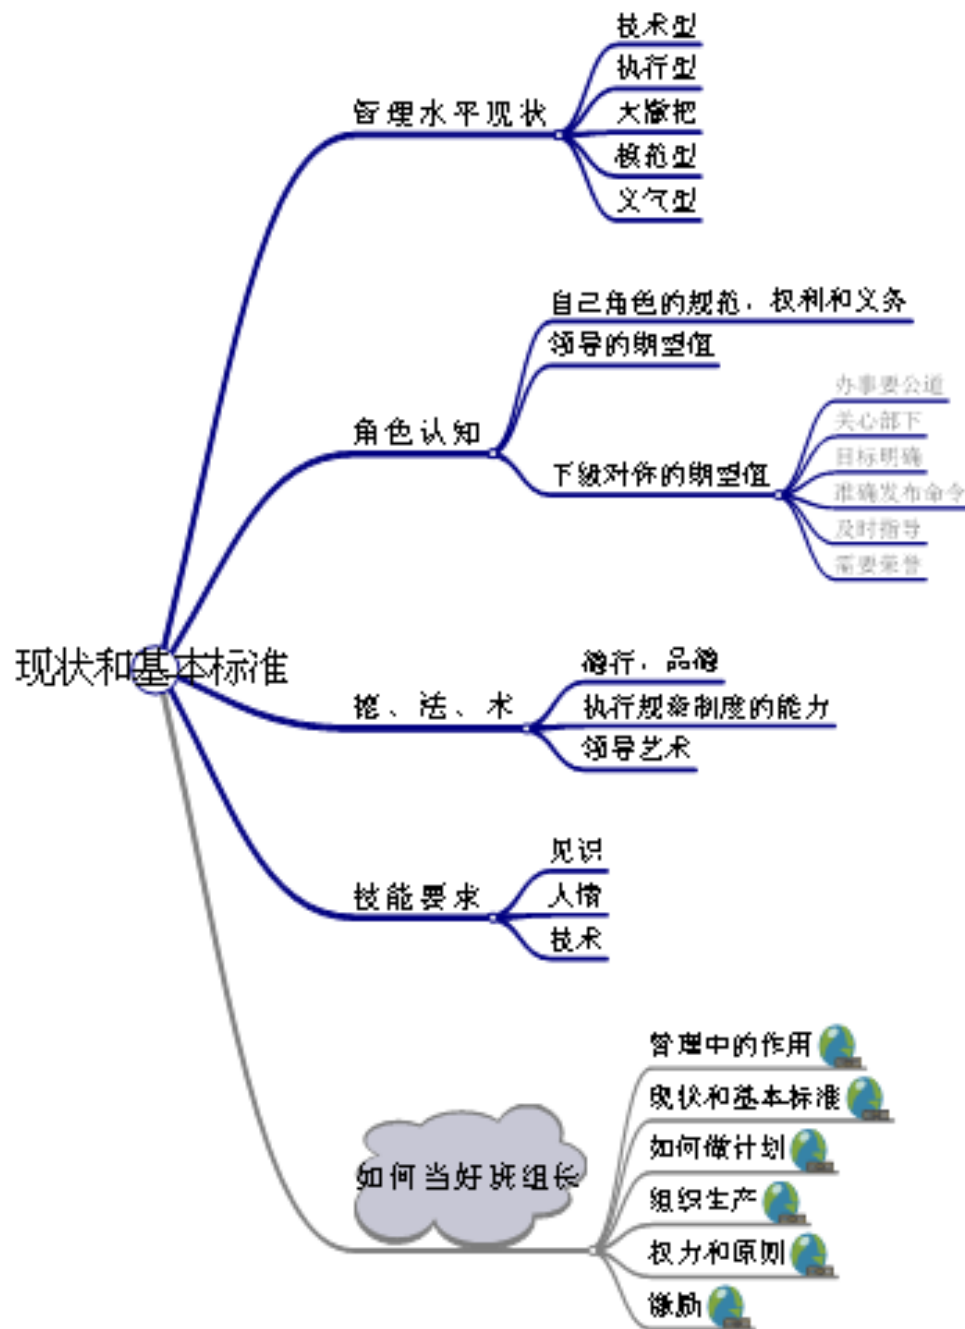 技术型
执行型
管理水平现状
大撒把
模范型
义气型
自己角色的规范，权利和义务
领导的期望值
角色认知
下级对你的期望值
办事要公道
关心部下
目标明确
准确发布命令
及时指导
需要荣誉
现状和基本标准
德行，品德
、法、术
执行规章制度的能力
领导艺术
见识
技能要求
人情
技术
如何当好班组长
管理中的作用
现状和基本标准
如何做计划
组织生产
权力和原则
激励